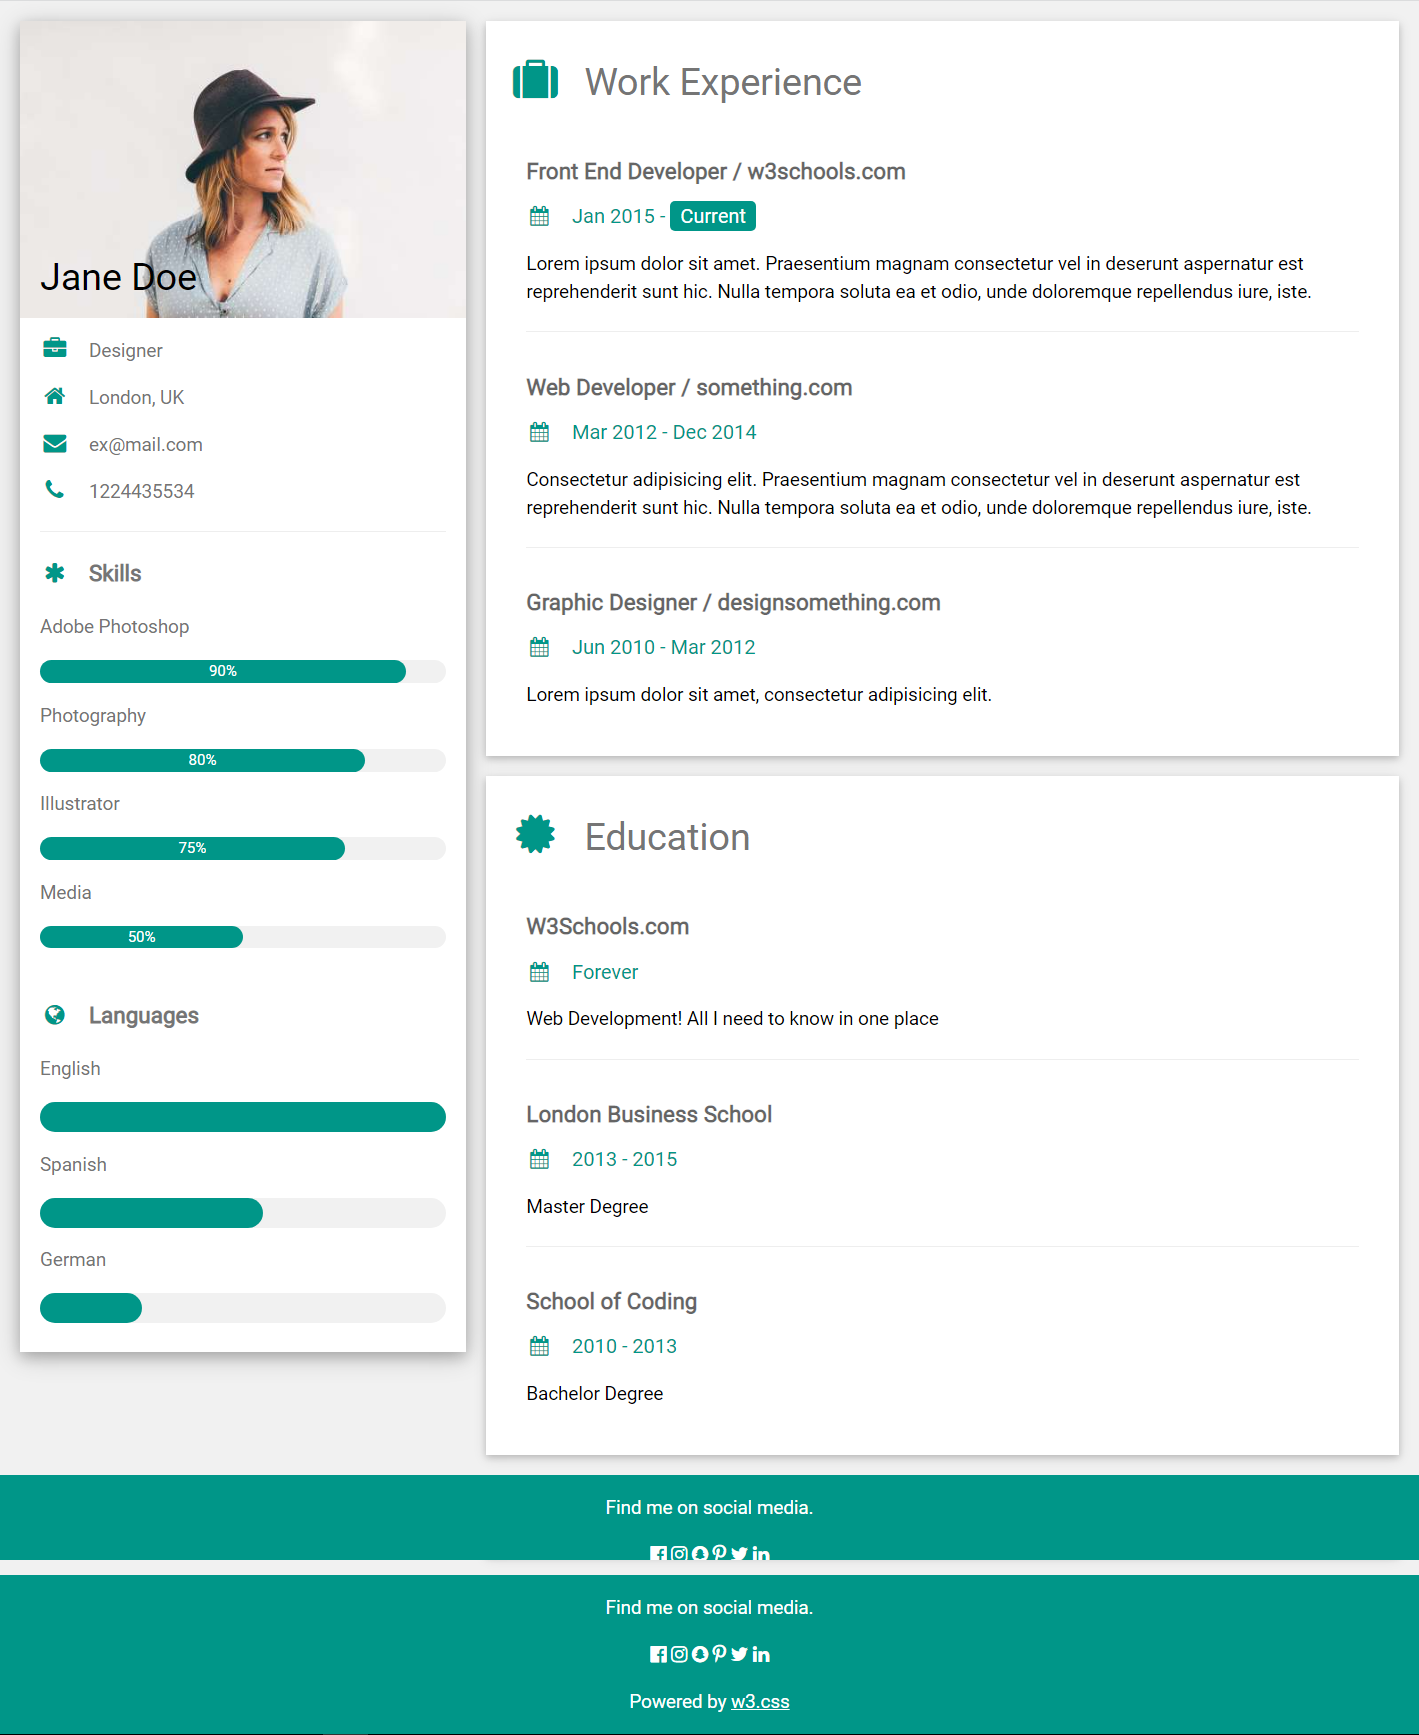 Jane Doe
Designer
London, UK
ex@mail.com
1224435534
Skills
Adobe Photoshop
90%
Photography
80%
Illustrator
75%
Media
50%
Languages
English
Spanish
German
Work Experience
Front End Developer / w3schools.com
Jan 2015 - Current
Lorem ipsum dolor sit amet. Praesentium magnam consectetur vel in deserunt aspernatur est
reprehenderit sunt hic. Nulla tempora soluta ea et odio, unde doloremque repellendus iure, iste.
Web Developer / something.com
Mar 2012 - Dec 2014
Consectetur adipisicing elit. Praesentium magnam consectetur vel in deserunt aspernatur est
reprehenderit sunt hic. Nulla tempora soluta ea et odio, unde doloremque repellendus iure, iste.
Graphic Designer / designsomething.com
Jun 2010 - Mar 2012
Lorem ipsum dolor sit amet, consectetur adipisicing elit.
Education
W3Schools.com
Forever
Web Development! All I need to know in one place
London Business School
2013 - 2015
Master Degree
School of Coding
2010 - 2013
Bachelor Degree
Find me on social media.
Find me on social media.
Powered by w3.css